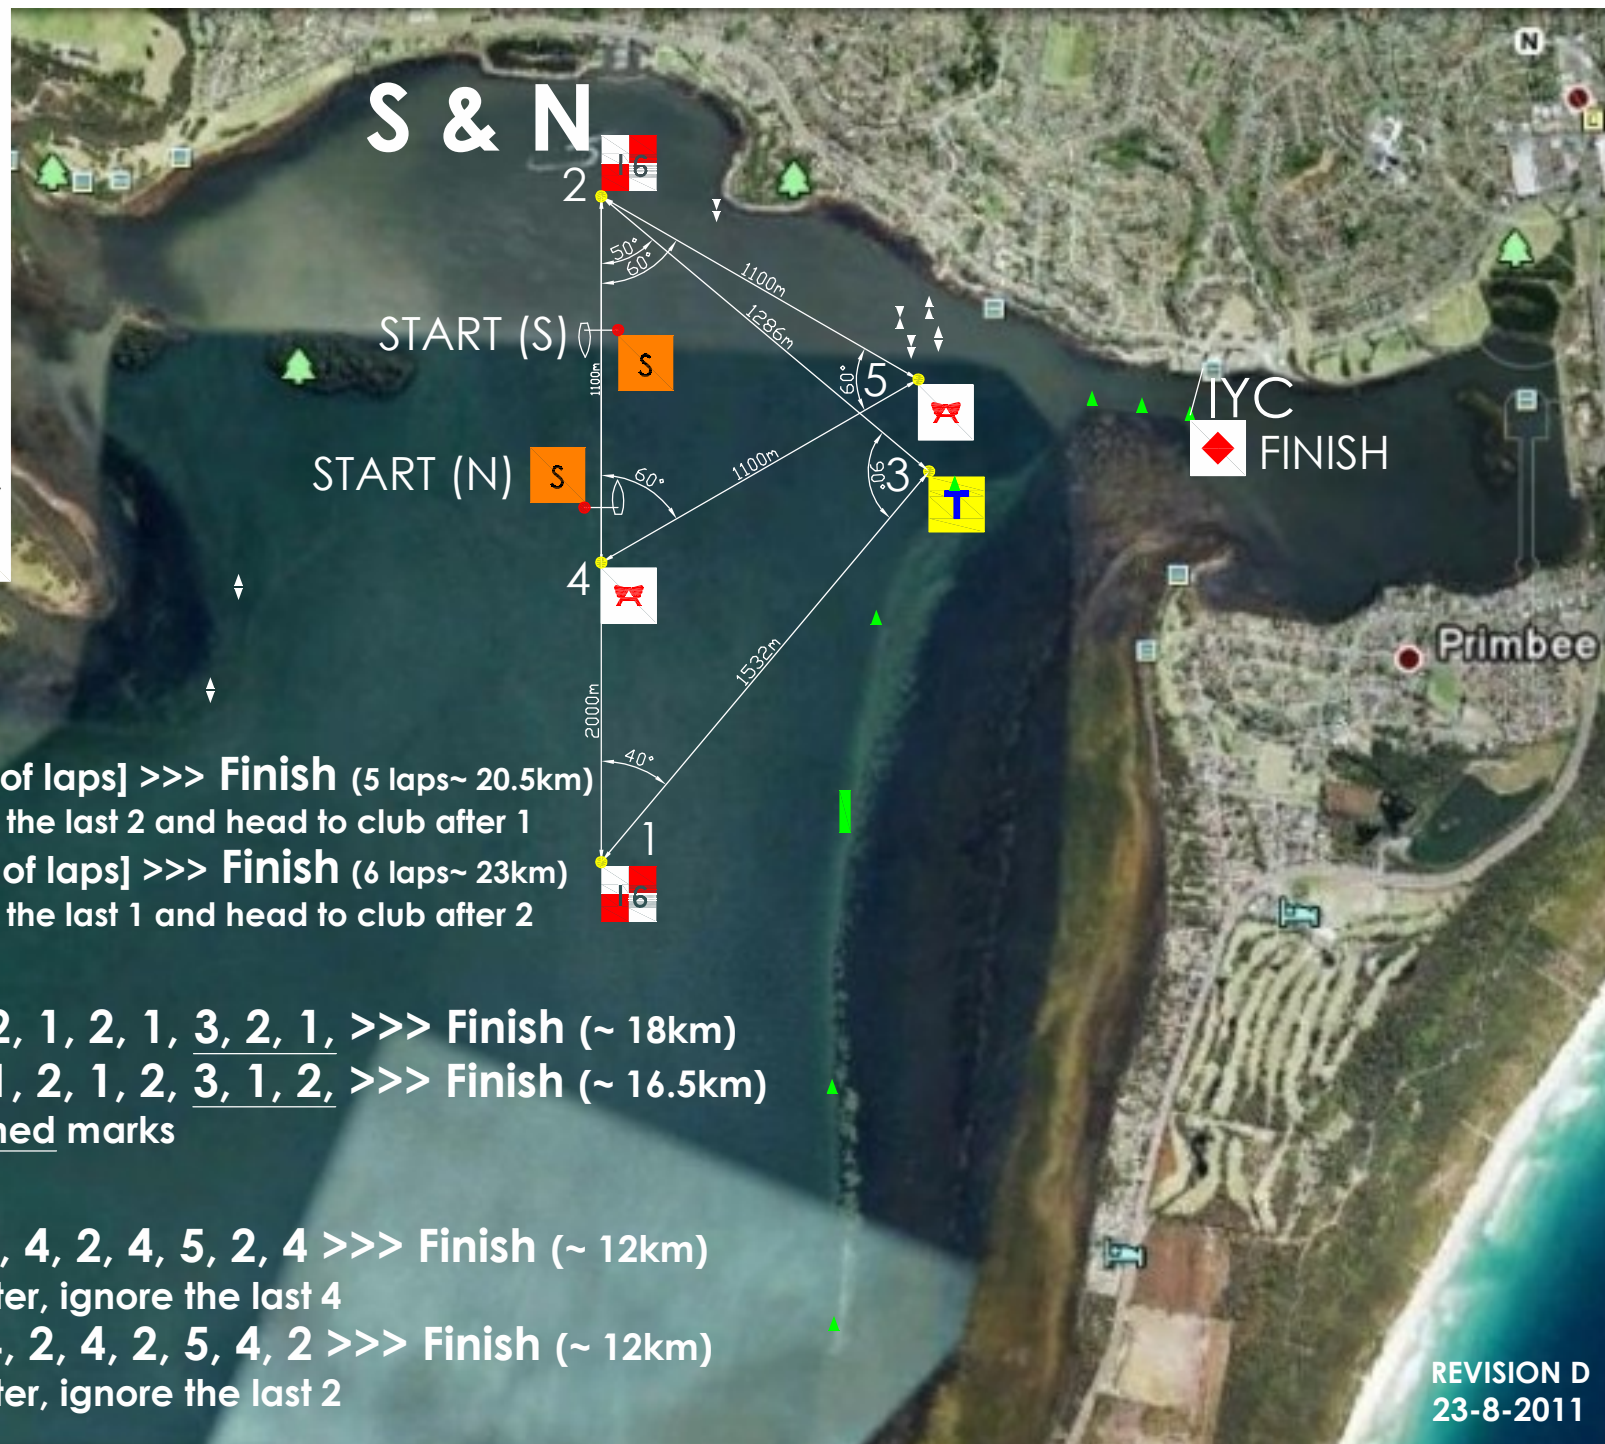 N
S & N
16
2
50°
60°
1100m
1286m
START (S)
S
1100m
60°
5
IYC
FINISH
START (N)
S
60°
1100m
90°
3
T
4
Primbee
1532m
2000m
40°
of laps] >>> Finish (5 laps~ 20.5km)
the last 2 and head to club after 1
1
of laps] >>> Finish (6 laps~ 23km)
16
the last 1 and head to club after 2
2, 1, 2, 1, 3, 2, 1, >>> Finish (~ 18km)
1, 2, 1, 2, 3, 1, 2, >>> Finish (~ 16.5km)
ned marks
, 4, 2, 4, 5, 2, 4 >>> Finish (~ 12km)
ter, ignore the last 4
, 2, 4, 2, 5, 4, 2 >>> Finish (~ 12km)
ter, ignore the last 2
REVISION D
23-8-2011